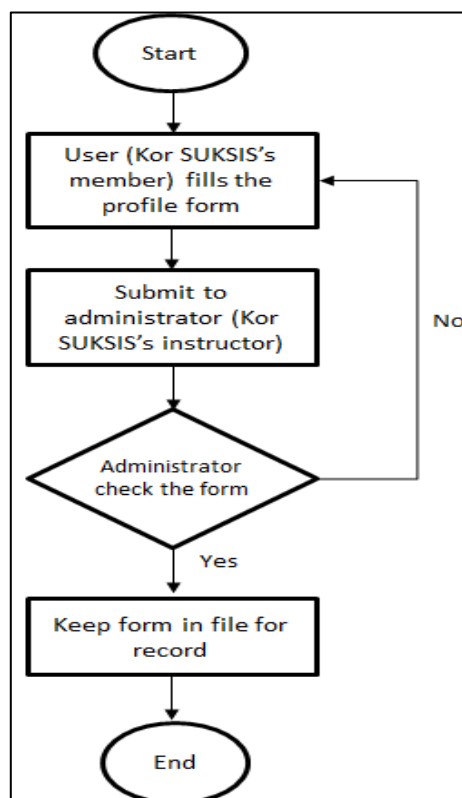 Start
User (Kor SUKSIS's
member) fills the
profile form
Submit to
administrator (Kor
SUKSIS's instructor)
No
Administrator
check the form
Yes
Keep form in file for
record
End